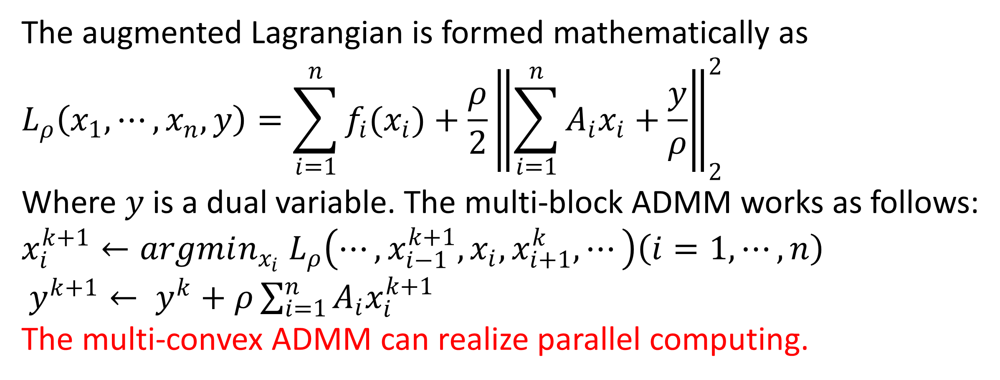 The augmented Lagrangian is formed mathematically as
$L_\rho(x_1, \cdots, x_n, y) = \sum_{i=1}^{n} f_i(x_i) + \frac{\rho}{2} \left\| \sum_{i=1}^{n} A_i x_i + \frac{y}{\rho} \right\|_2^2$
Where $y$ is a dual variable. The multi-block ADMM works as follows:
$x_i^{k+1} \leftarrow argmin_{x_i} L_\rho(\cdots, x_{i-1}^{k+1}, x_i, x_{i+1}^{k}, \cdots)(i = 1, \cdots, n)$
$y^{k+1} \leftarrow y^k + \rho \sum_{i=1}^{n} A_i x_i^{k+1}$
The multi-convex ADMM can realize parallel computing.